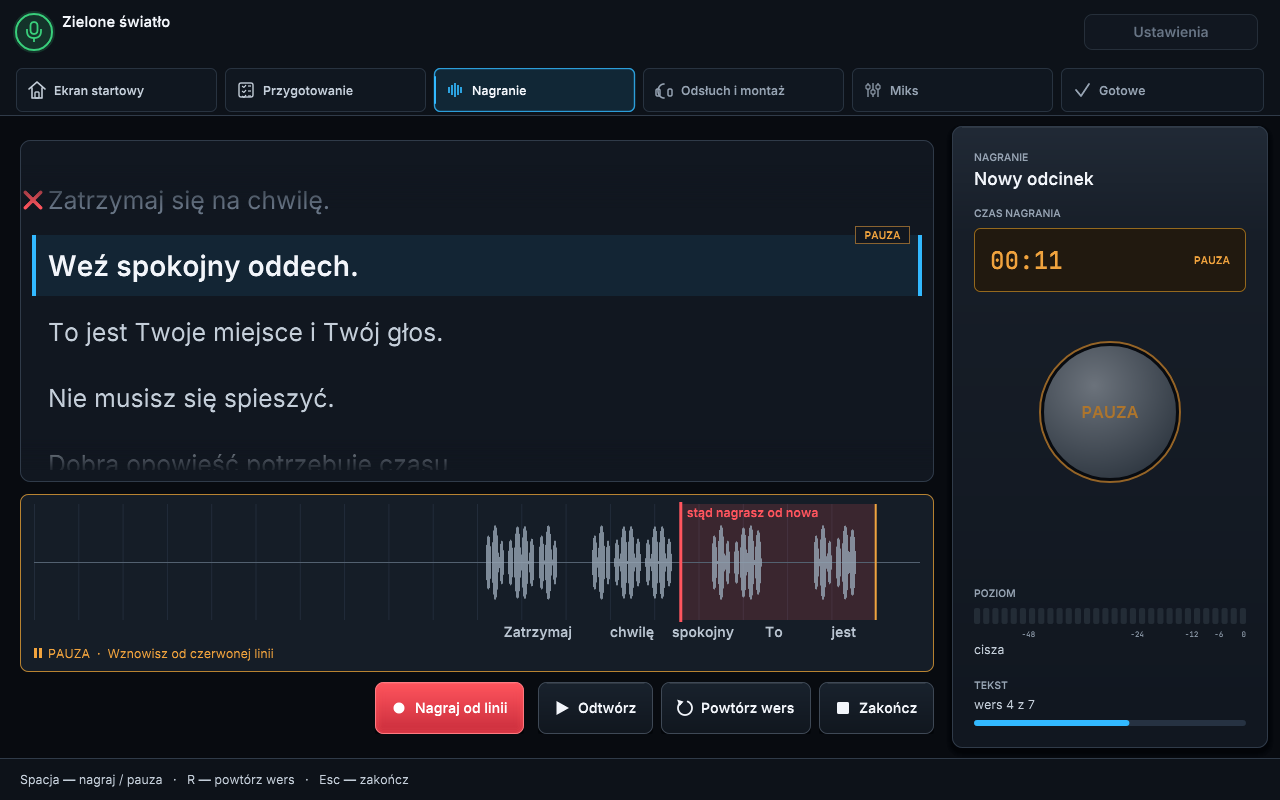 Zielone światło
Ustawienia
Ekran startowy
Przygotowanie
Nagranie
Odsłuch i montaż
Miks
Gotowe
Zatrzymaj się na chwilę.
PAUZA
Weź spokojny oddech.
To jest Twoje miejsce i Twój głos.
Nie musisz się spieszyć.
Dobra opowieść potrzebuje czasu
stąd nagrasz od nowa
Zatrzymaj chwilę spokojny To jest
PAUZA · Wznowisz od czerwonej linii
Nagraj od linii
Odtwórz
Powtórz wers
Zakończ
NAGRANIE
Nowy odcinek
CZAS NAGRANIA
00:11 PAUZA
PAUZA
POZIOM
-48 -24 -12 -6 0
cisza
TEKST
wers 4 z 7
Spacja — nagraj / pauza · R — powtórz wers · Esc — zakończ